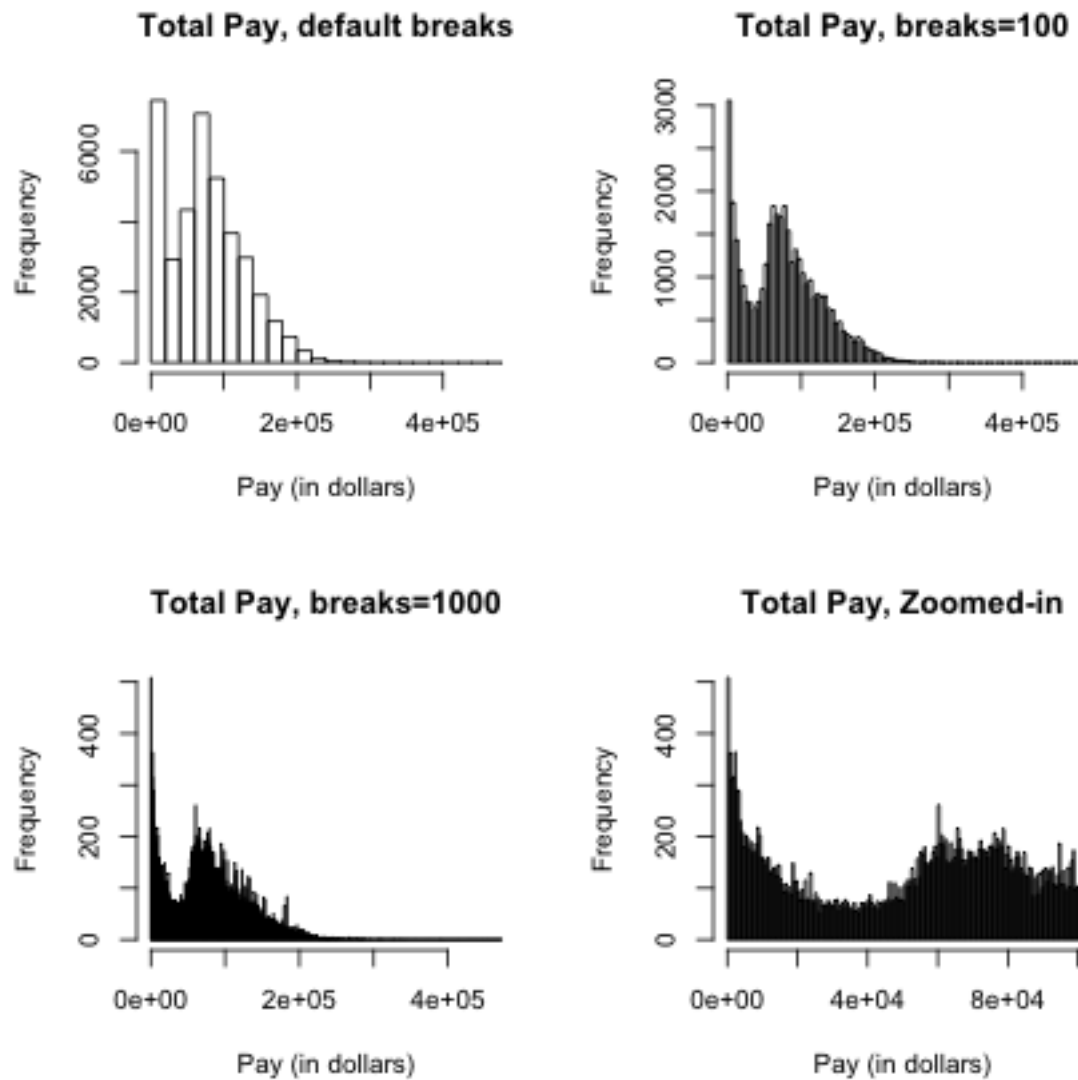 Total Pay, default breaks
Frequency
0
2000
6000
0e+00 2e+05 4e+05
Pay (in dollars)
Total Pay, breaks=100
Frequency
0
1000
2000
3000
0e+00 2e+05 4e+05
Pay (in dollars)
Total Pay, breaks=1000
Frequency
0
200
400
0e+00 2e+05 4e+05
Pay (in dollars)
Total Pay, Zoomed-in
Frequency
0
200
400
0e+00 4e+04 8e+04
Pay (in dollars)